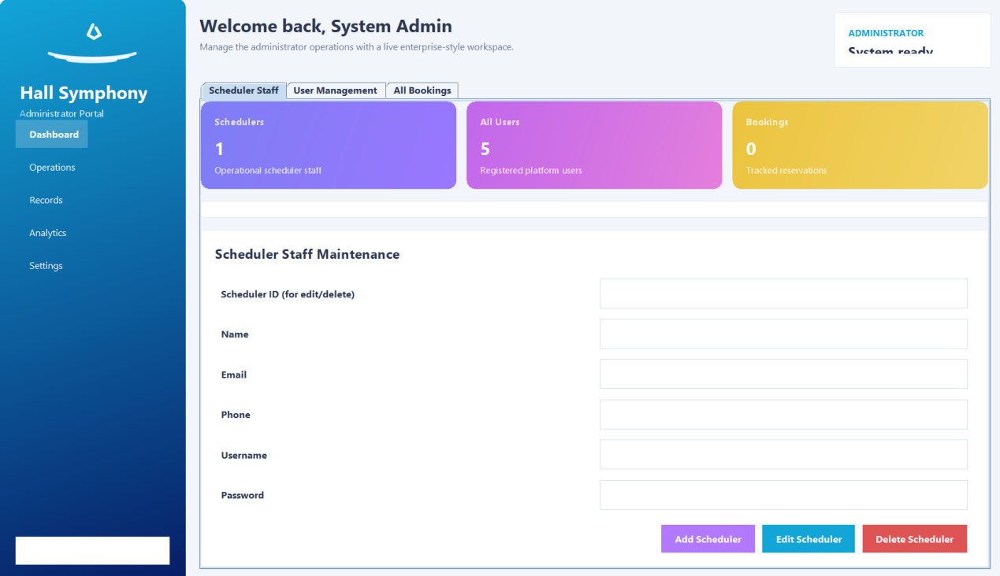 Hall Symphony
Administrator Portal
Dashboard
Operations
Records
Analytics
Settings
Welcome back, System Admin
Manage the administrator operations with a live enterprise-style workspace.
ADMINISTRATOR
System ready
Scheduler Staff
User Management
All Bookings
Schedulers
1
Operational scheduler staff
All Users
5
Registered platform users
Bookings
0
Tracked reservations
Scheduler Staff Maintenance
Scheduler ID (for edit/delete)
Name
Email
Phone
Username
Password
Add Scheduler
Edit Scheduler
Delete Scheduler